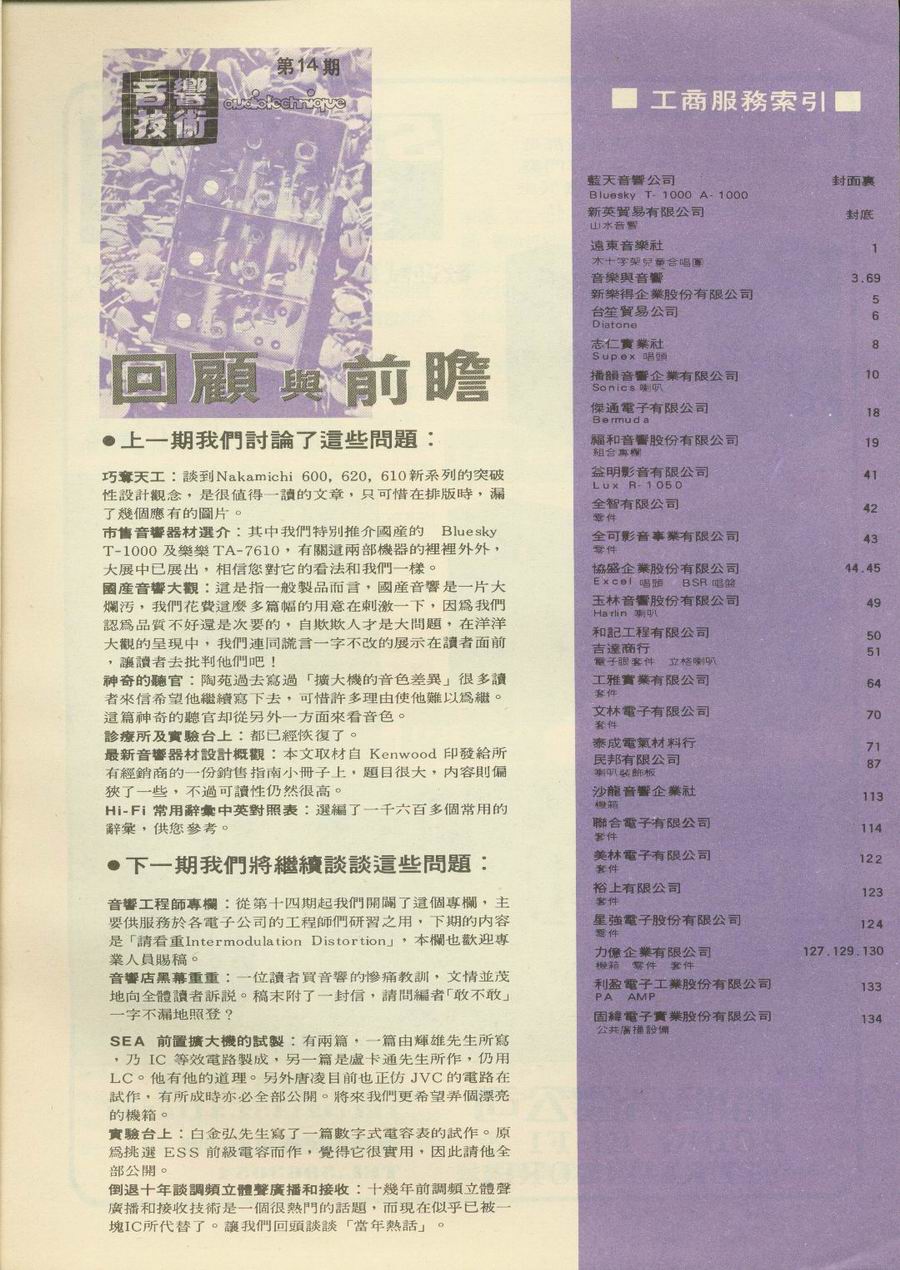 第14期
音響
技術
audiotechnique
回顧與前瞻
●上一期我們討論了這些問題：
巧奪天工：談到Nakamichi 600, 620, 610新系列的突破
性設計觀念，是很值得一讀的文章，只可惜在排版時，漏
了幾個應有的圖片。
市售音響器材選介：其中我們特別推介國產的 Bluesky
T-1000 及樂樂 TA-7610，有關這兩部機器的裡裡外外，
大展中已展出，相信您對它的看法和我們一樣。
國產音響大觀：這是指一般製品而言，國產音響是一片大
爛污，我們花費這麼多篇幅的用意在刺激一下，因爲我們
認爲品質不好還是次要的，自欺欺人才是大問題，在洋洋
大觀的呈現中，我們連同謊言一字不改的展示在讀者面前
，讓讀者去批判他們吧！
神奇的聽官：陶苑過去寫過「擴大機的音色差異」很多讀
者來信希望他繼續寫下去，可惜許多理由使他難以爲繼。
這篇神奇的聽官却從另外一方面來看音色。
診療所及實驗台上：都已經恢復了。
最新音響器材設計概觀：本文取材自 Kenwood 印發給所
有經銷商的一份銷售指南小冊子上，題目很大，內容則偏
狹了一些，不過可讀性仍然很高。
Hi-Fi 常用辭彙中英對照表：選編了一千六百多個常用的
辭彙，供您參考。
●下一期我們將繼續談談這些問題：
音響工程師專欄：從第十四期起我們開闢了這個專欄，主
要供服務於各電子公司的工程師們研習之用，下期的內容
是「請看重Intermodulation Distortion」，本欄也歡迎專
業人員賜稿。
音響店黑幕重重：一位讀者買音響的慘痛教訓，文情並茂
地向全體讀者訴說。稿末附了一封信，請問編者「敢不敢」
一字不漏地照登？
SEA 前置擴大機的試製：有兩篇，一篇由輝雄先生所寫
，乃 IC 等效電路製成，另一篇是盧卡通先生所作，仍用
LC。他有他的道理。另外唐凌目前也正仿 JVC 的電路在
試作，有所成時亦必全部公開。將來我們更希望弄個漂亮
的機箱。
實驗台上：白金弘先生寫了一篇數字式電容表的試作。原
爲挑選 ESS 前級電容而作，覺得它很實用，因此請他全
部公開。
倒退十年談調頻立體聲廣播和接收：十幾年前調頻立體聲
廣播和接收技術是一個很熱門的話題，而現在似乎已被一
塊IC所代替了。讓我們回頭談談「當年熱話」。
■ 工商服務索引 ■
藍天音響公司 封面裏
Bluesky T-1000 A-1000
新英貿易有限公司 封底
山水音響
遠東音樂社 1
木十字架兒童合唱團
音樂與音響 3.69
新樂得企業股份有限公司 5
台笙貿易公司 6
Diatone
志仁實業社 8
Supex 唱頭
播韻音響企業有限公司 10
Sonics 喇叭
傑通電子有限公司 18
Bermuda
福和音響股份有限公司 19
組合專欄
益明影音有限公司 41
Lux R-1050
全智有限公司 42
零件
全可影音事業有限公司 43
零件
協盛企業有限公司 44.45
Excel 唱頭 BSR 唱盤
玉林音響股份有限公司 49
Harlin 喇叭
和記工程有限公司 50
吉達商行 51
電子眼套件 立格喇叭
工雅實業有限公司 64
套件
文林電子有限公司 70
套件
泰成電氣材料行 71
民邦有限公司 87
喇叭裝飾板
沙龍音響企業社 113
機箱
聯合電子有限公司 114
套件
美林電子有限公司 122
套件
裕上有限公司 123
套件
星強電子股份有限公司 124
零件
力億企業有限公司 127.129.130
機箱 零件 套件
利盈電子工業股份有限公司 133
PA AMP
固緯電子實業股份有限公司 134
公共廣播設備